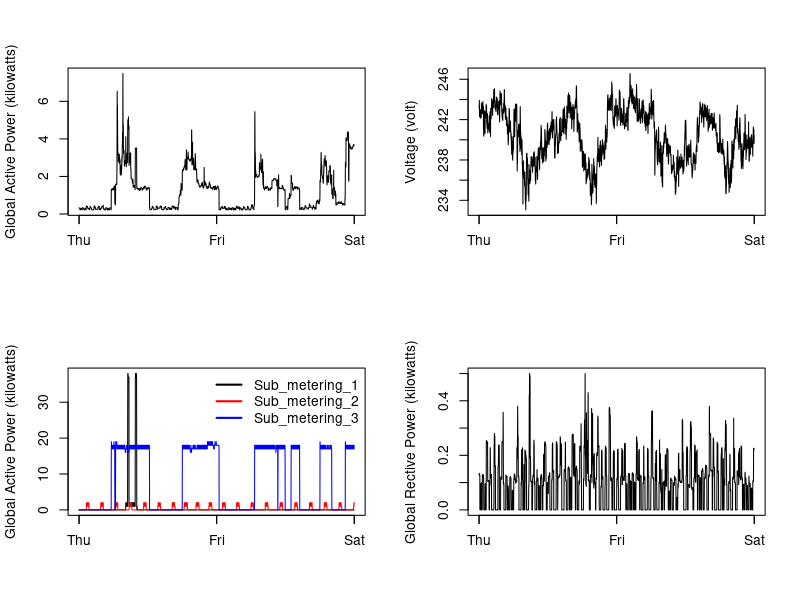 Global Active Power (kilowatts)
0 2 4 6
Thu Fri Sat
Voltage (volt)
234 238 242 246
Thu Fri Sat
Global Active Power (kilowatts)
0 10 20 30
Sub_metering_1
Sub_metering_2
Sub_metering_3
Thu Fri Sat
Global Rective Power (kilowatts)
0.0 0.2 0.4
Thu Fri Sat